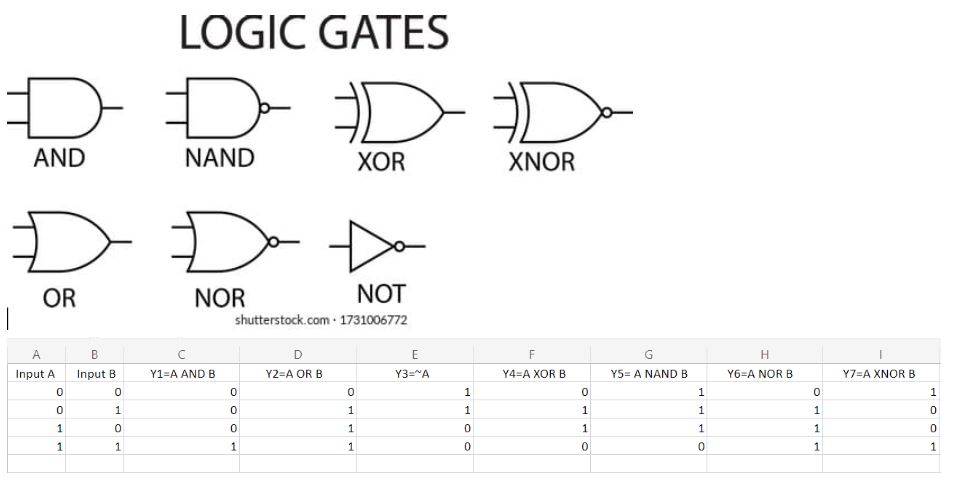 LOGIC GATES
AND NAND XOR XNOR
OR NOR NOT
shutterstock.com · 1731006772
A B C D E F G H I
Input A Input B Y1=A AND B Y2=A OR B Y3=~A Y4=A XOR B Y5= A NAND B Y6=A NOR B Y7=A XNOR B
0 0 0 0 1 0 1 0 1
0 1 0 1 1 1 1 1 0
1 0 0 1 0 1 1 1 0
1 1 1 1 0 0 0 1 1